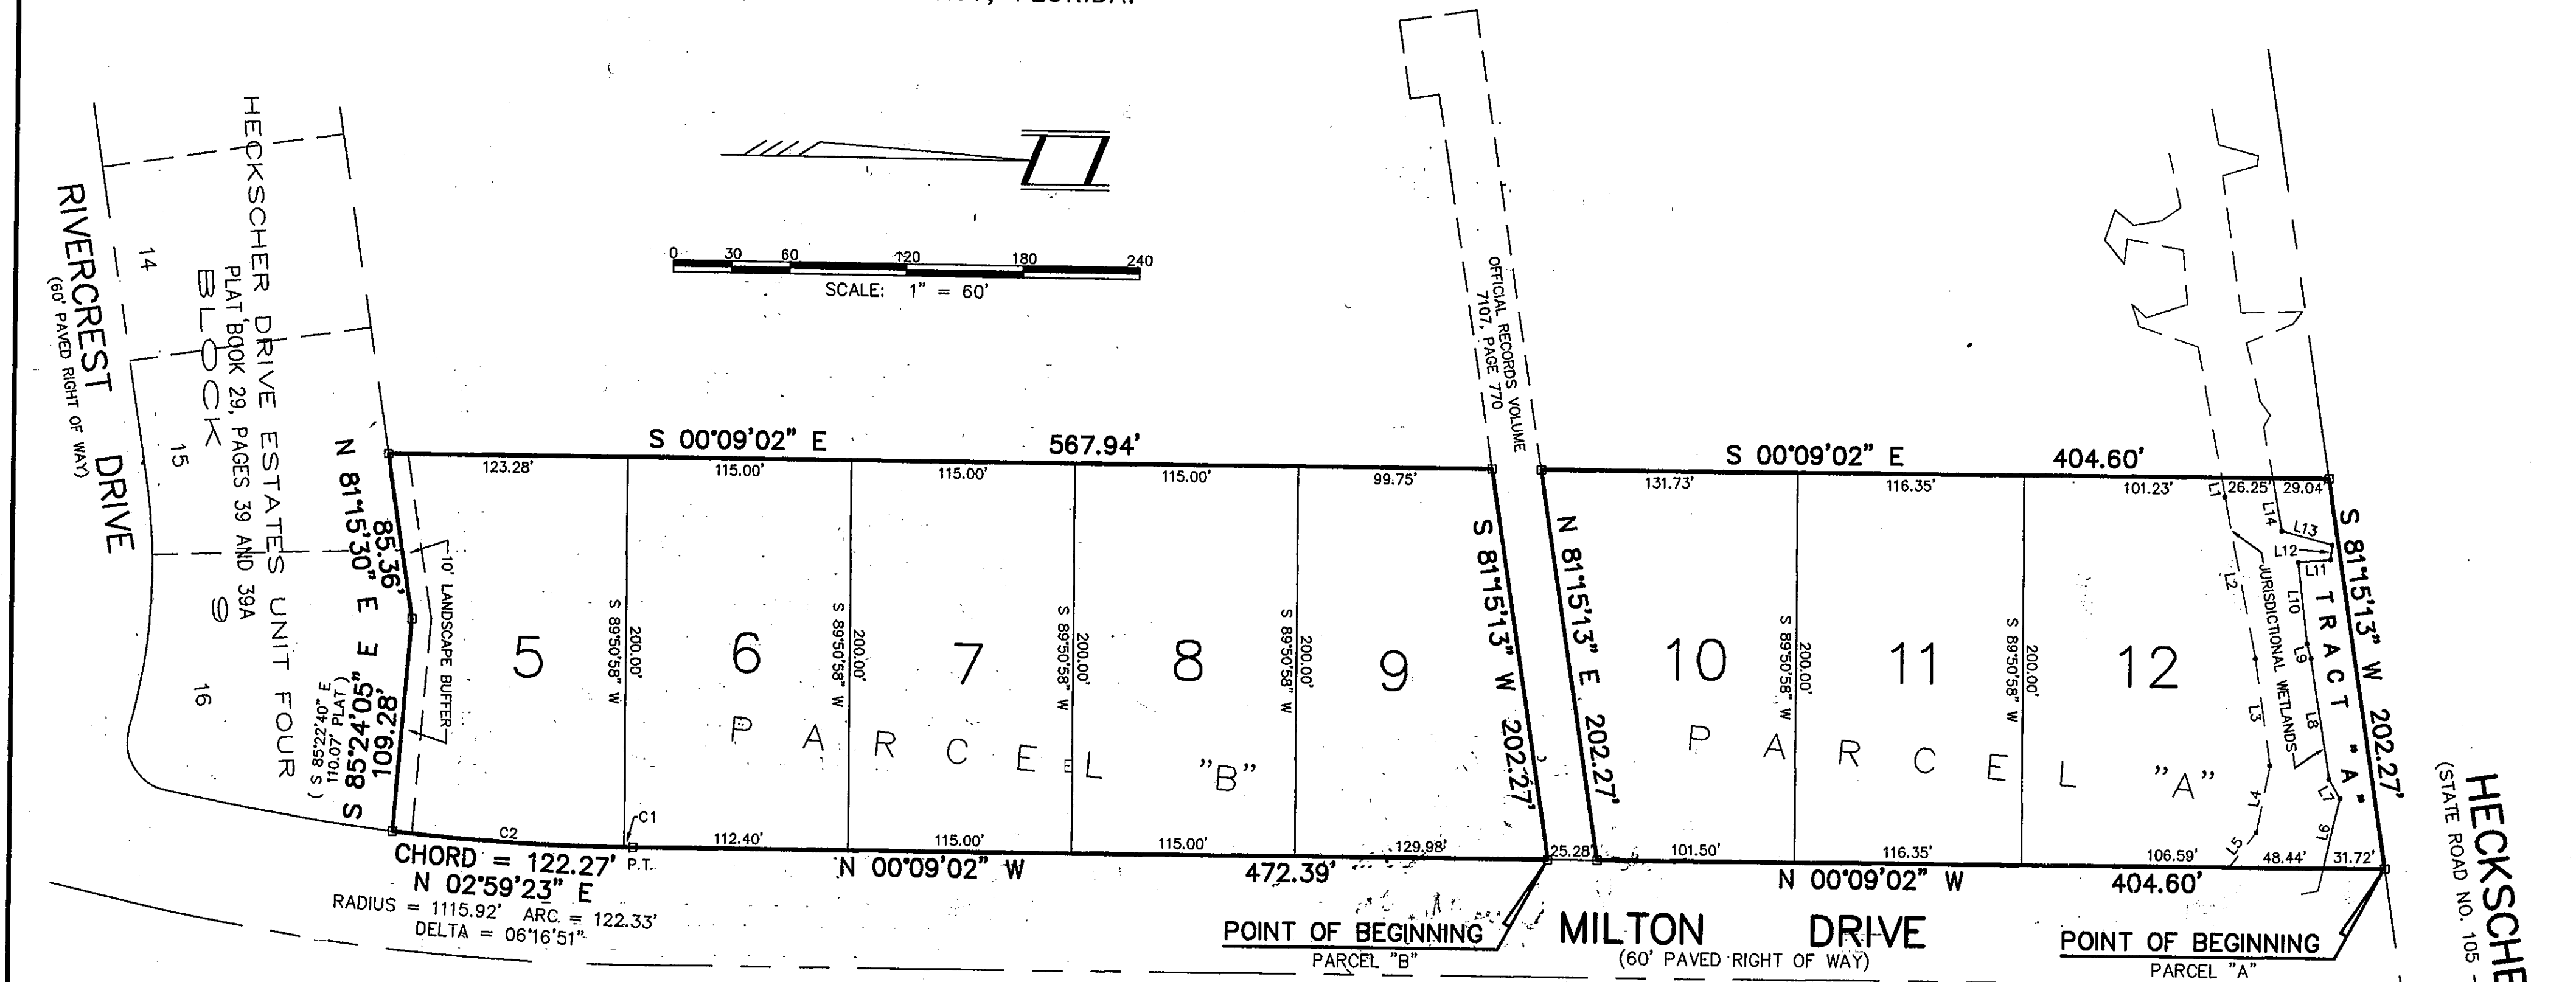 FLORIDA.
0 30 60 120 180 240
SCALE: 1" = 60'
HECKSCHER DRIVE ESTATES UNIT FOUR
PLAT BOOK 29, PAGES 39 AND 39A
BLOCK 9
RIVERCREST DRIVE
(60' PAVED RIGHT OF WAY)
14
15
16
N 81°15'30" E
85.36'
S 85°24'05" E
109.28'
( S 85°22'40" E
110.07' PLAT )
10' LANDSCAPE BUFFER
S 00°09'02" E 567.94'
123.28'
115.00'
115.00'
115.00'
99.75'
5
6
7
8
9
S 89°50'58" W
200.00'
S 89°50'58" W
200.00'
S 89°50'58" W
200.00'
S 89°50'58" W
200.00'
PARCEL "B"
C2
C1
P.T.
112.40'
115.00'
115.00'
129.98'
CHORD = 122.27'
N 02°59'23" E
RADIUS = 1115.92' ARC = 122.33'
DELTA = 06°16'51"
N 00°09'02" W 472.39'
S 81°15'13" W 202.27'
OFFICIAL RECORDS VOLUME
7107, PAGE 770
N 81°15'13" E 202.27'
25.28'
S 00°09'02" E 404.60'
131.73'
116.35'
101.23'
26.25'
29.04'
10
11
12
S 89°50'58" W
200.00'
S 89°50'58" W
200.00'
PARCEL "A"
L1
L2
L3
L4
L5
L6
L7
L8
L9
L10
L11
L12
L13
L14
JURISDICTIONAL WETLANDS
TRACT "A"
S 81°15'13" W 202.27'
101.50'
116.35'
106.59'
48.44'
31.72'
N 00°09'02" W 404.60'
POINT OF BEGINNING
PARCEL "B"
MILTON DRIVE
(60' PAVED RIGHT OF WAY)
POINT OF BEGINNING
PARCEL "A"
HECKSCHE
(STATE ROAD NO. 105 -